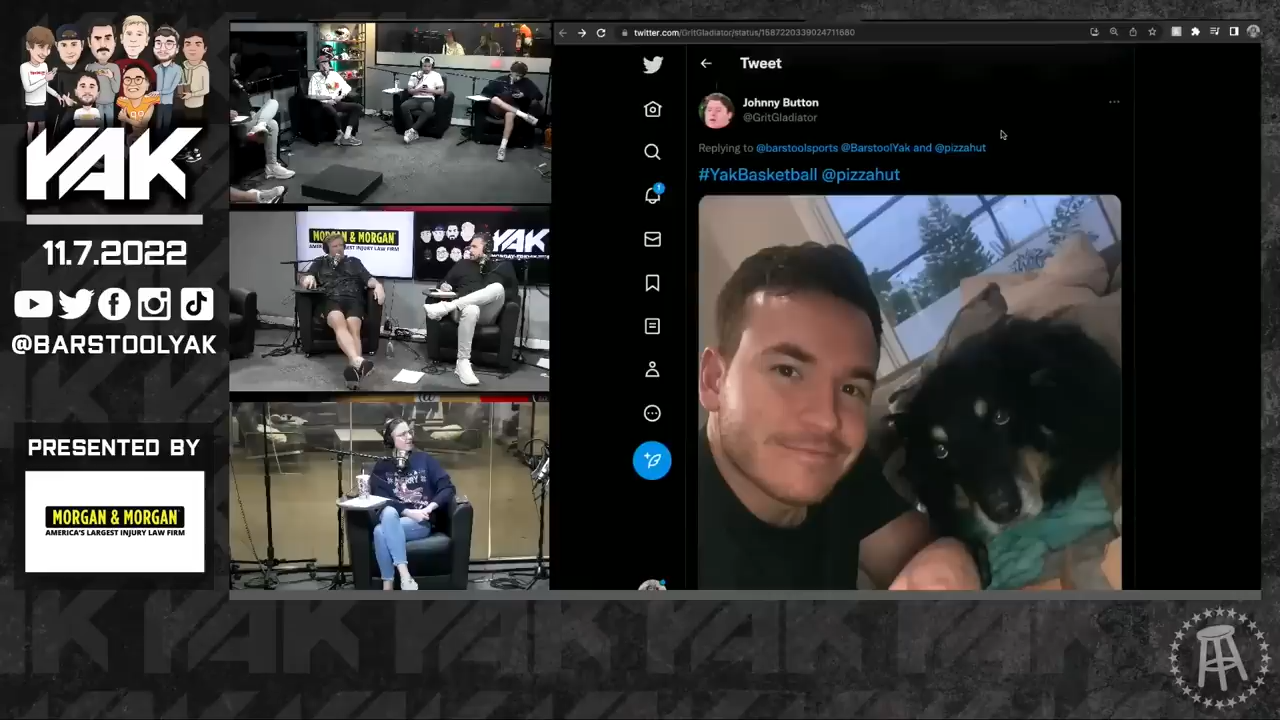 YAK
11.7.2022
@BARSTOOLYAK
PRESENTED BY
MORGAN & MORGAN
AMERICA'S LARGEST INJURY LAW FIRM
MORGAN & MORGAN
AMERICA'S LARGEST INJURY LAW FIRM
YAK
twitter.com/GritGladiator/status/1587220339024711680
Tweet
Johnny Button
@GritGladiator
Replying to @barstoolsports @BarstoolYak and @pizzahut
#YakBasketball @pizzahut
1